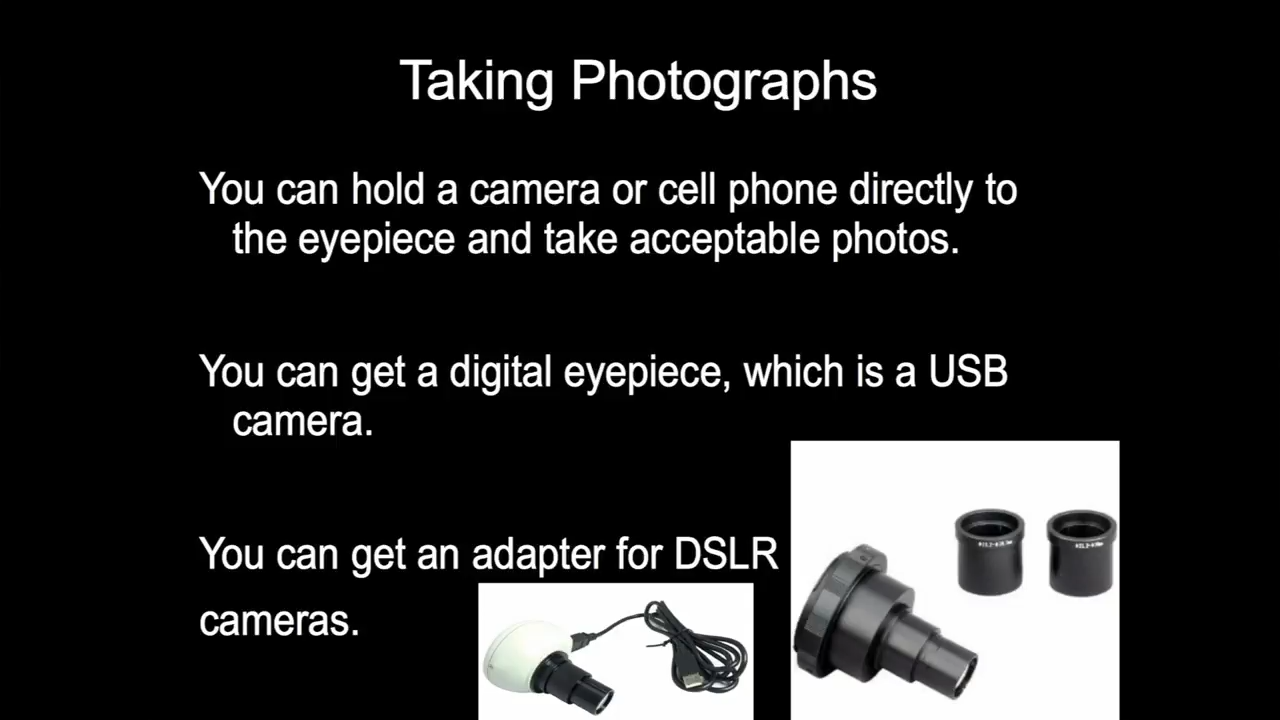 Taking Photographs
You can hold a camera or cell phone directly to
the eyepiece and take acceptable photos.
You can get a digital eyepiece, which is a USB
camera.
You can get an adapter for DSLR
cameras.